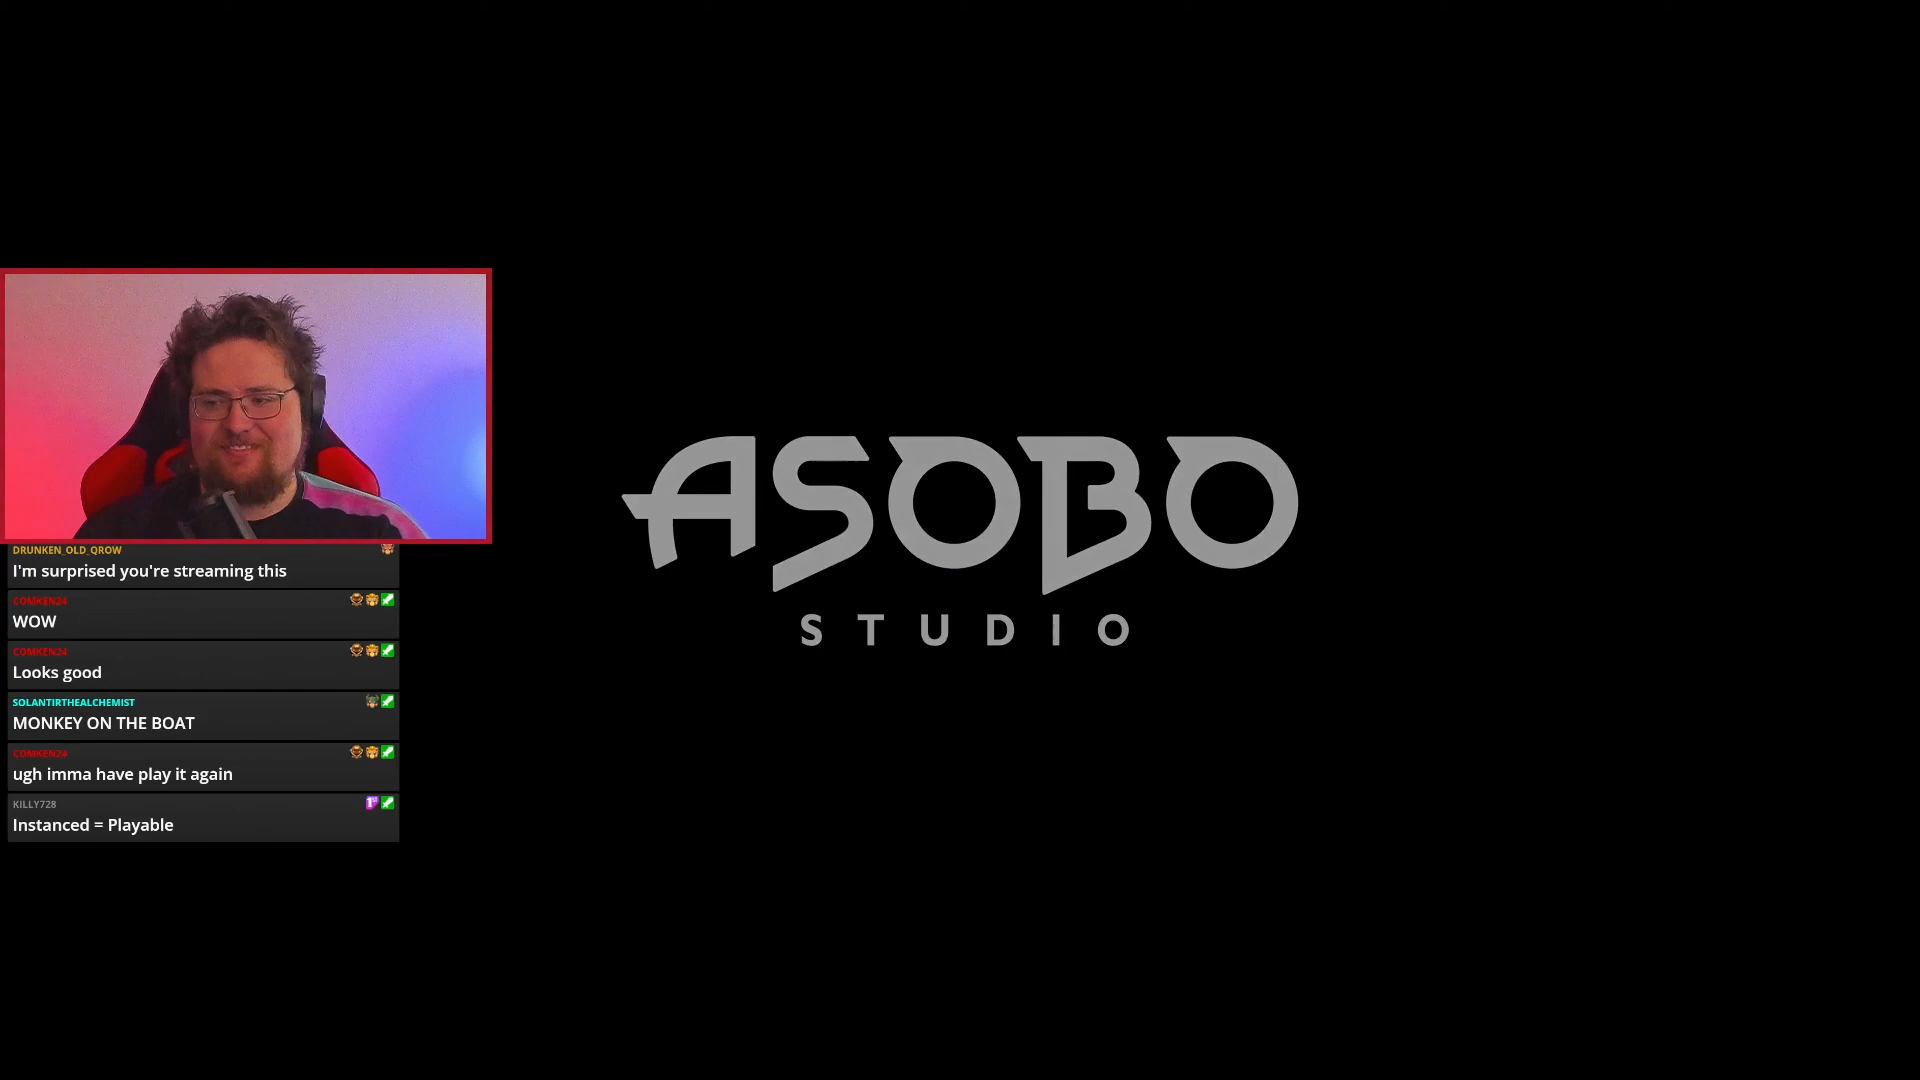 ASOBO
STUDIO
DRUNKEN_OLD_QROW
I'm surprised you're streaming this
COMKEN24
WOW
COMKEN24
Looks good
SOLANTIRTHEALCHEMIST
MONKEY ON THE BOAT
COMKEN24
ugh imma have play it again
KILLY728
Instanced = Playable